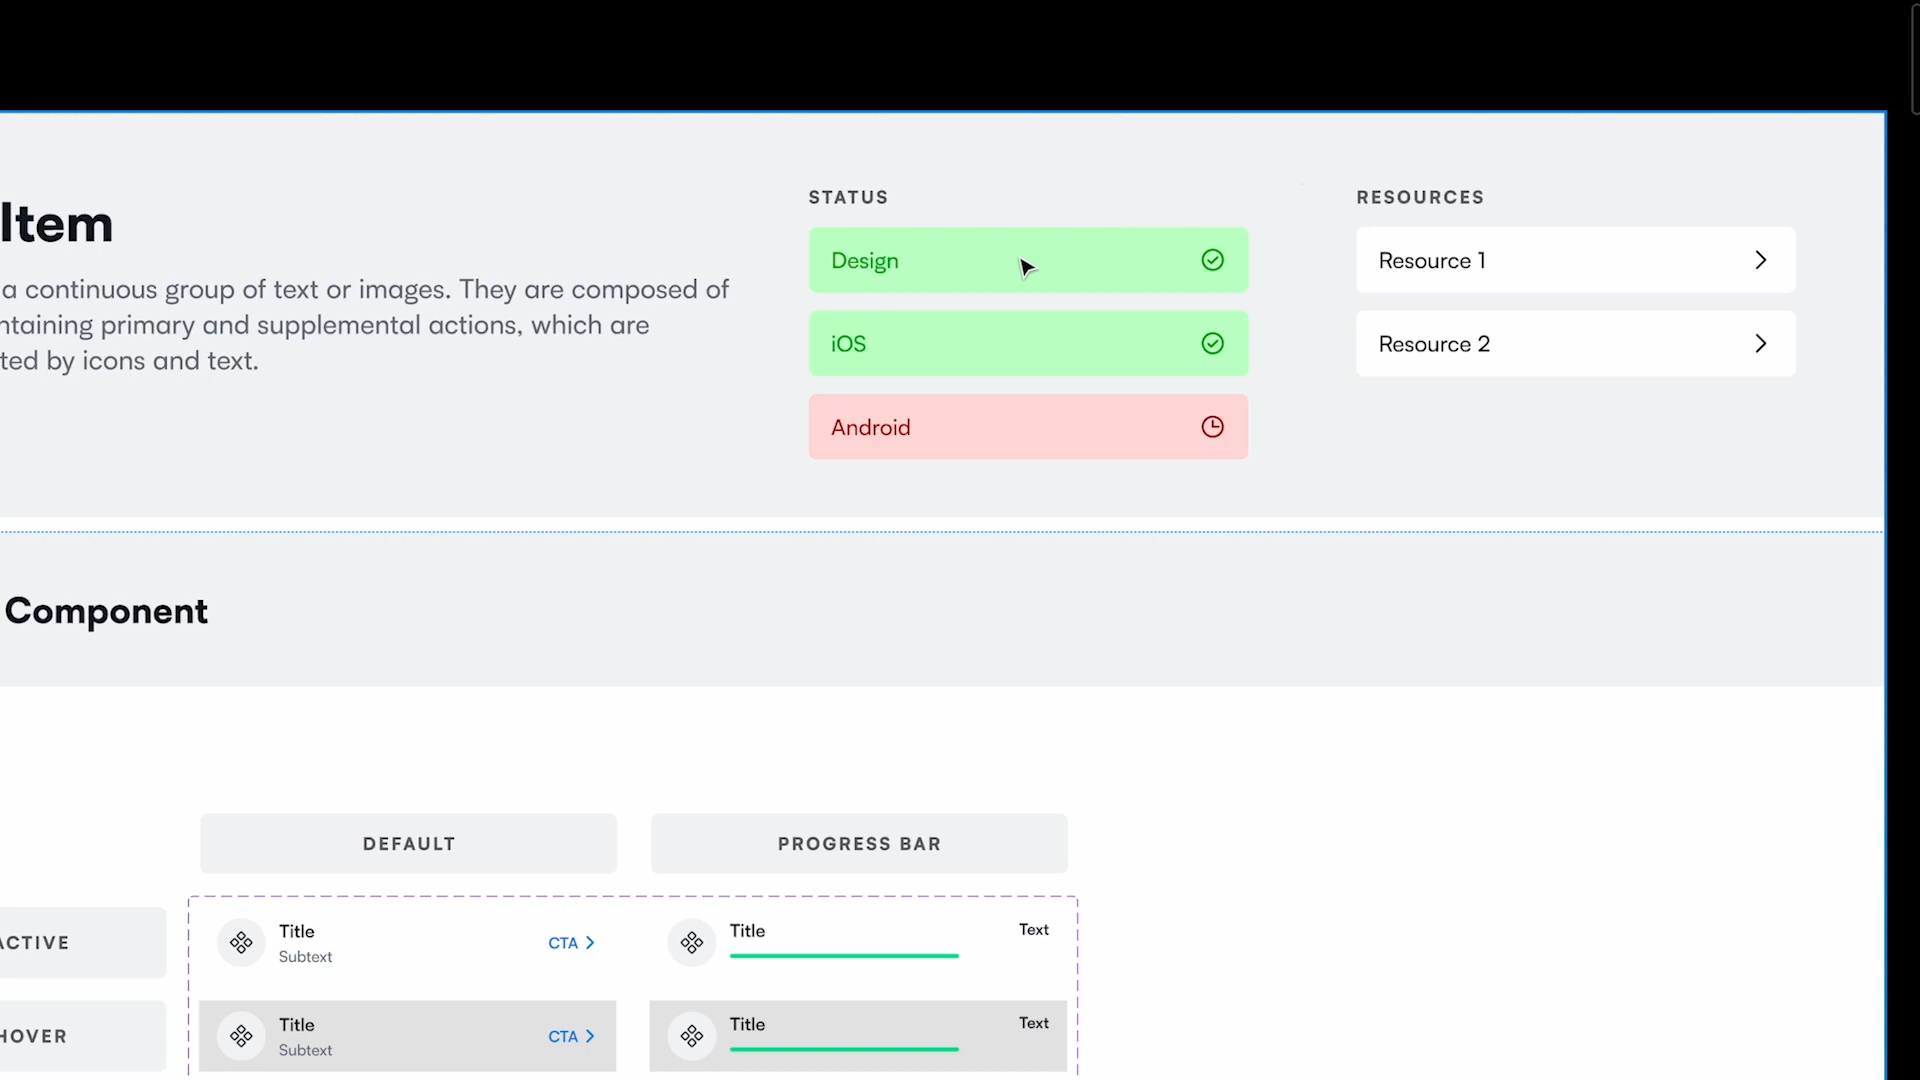 Item
a continuous group of text or images. They are composed of
ntaining primary and supplemental actions, which are
ted by icons and text.
STATUS
Design
iOS
Android
RESOURCES
Resource 1
Resource 2
Component
DEFAULT
PROGRESS BAR
ACTIVE
Title
Subtext
CTA
Title
Text
HOVER
Title
Subtext
CTA
Title
Text